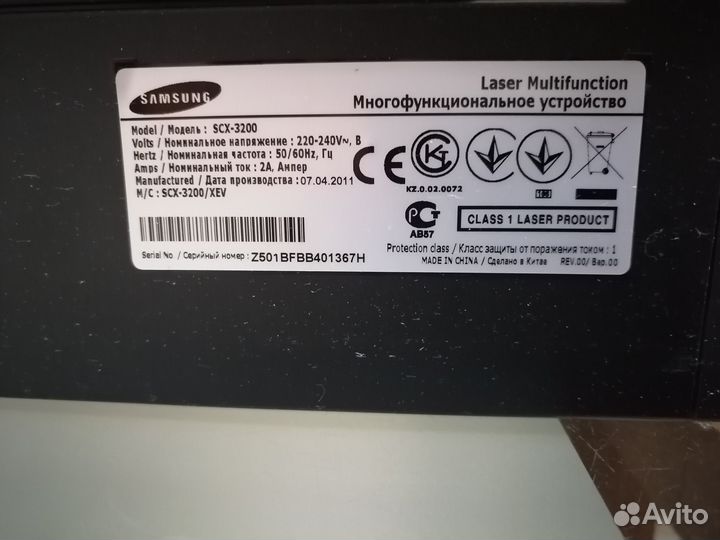 SAMSUNG
Laser Multifunction
Многофункциональное устройство
Model / Модель : SCX-3200
Volts / Номинальное напряжение : 220-240V~, В
Hertz / Номинальная частота : 50/60Hz, Гц
Amps / Номинальный ток : 2A, Ампер
Manufactured / Дата производства : 07.04.2011
M/C : SCX-3200/XEV
Serial No / Серийный номер : Z501BFBB401367H
KZ.0.02.0072
АВ57
CLASS 1 LASER PRODUCT
Protection class / Класс защиты от поражения током : 1
MADE IN CHINA / Сделано в Китае REV.00/ Вер.00
Avito